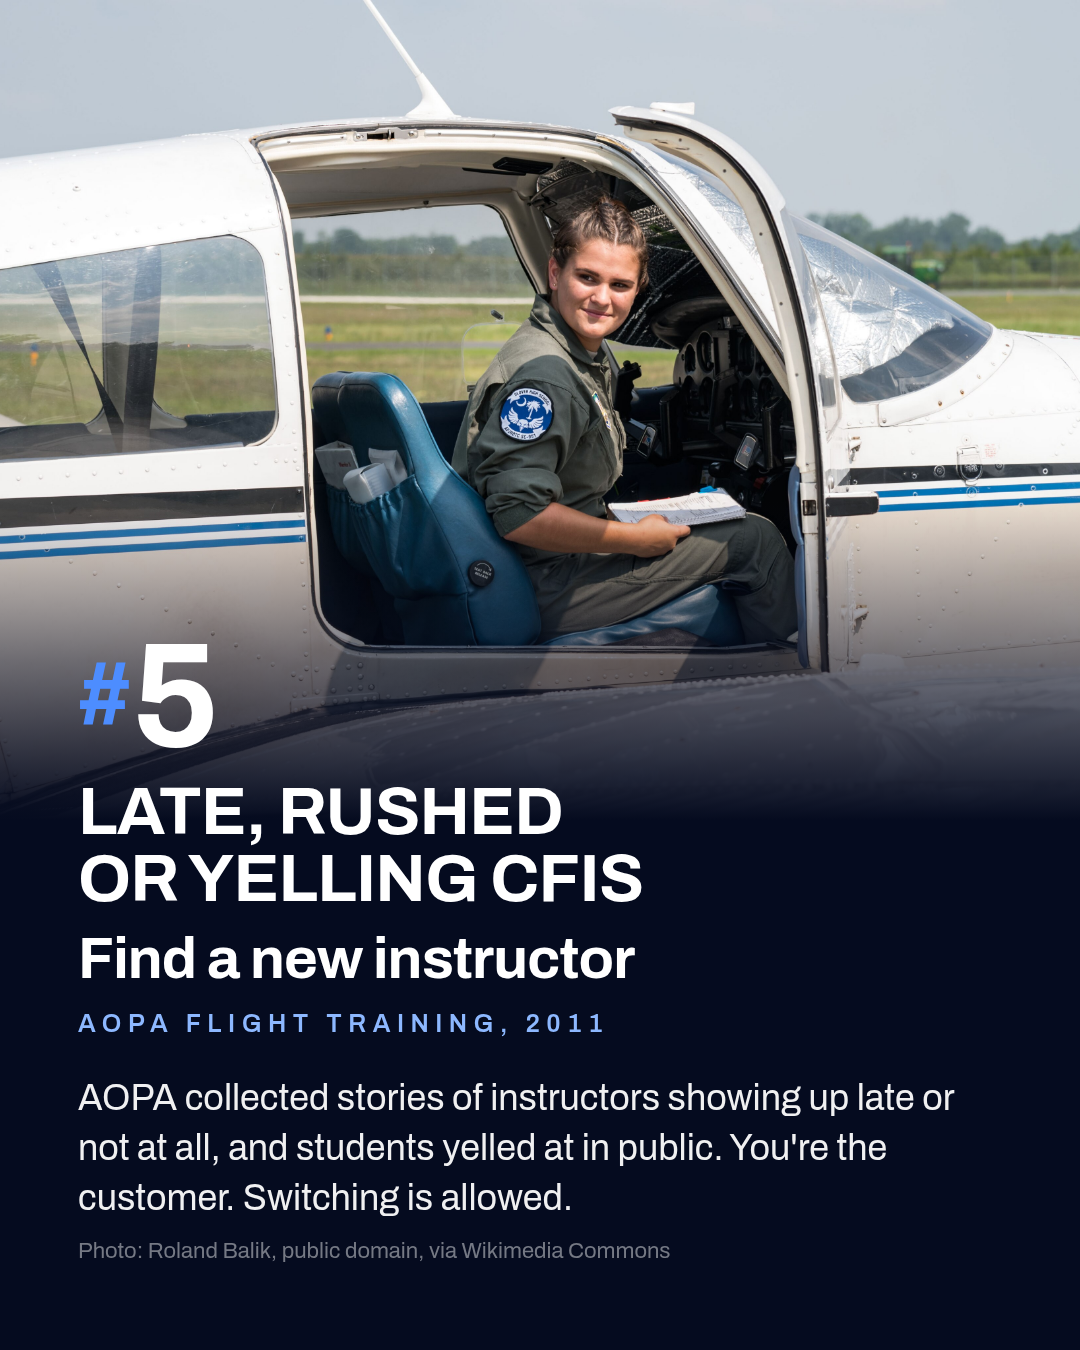 #5
LATE, RUSHED
OR YELLING CFIS
Find a new instructor
AOPA FLIGHT TRAINING, 2011
AOPA collected stories of instructors showing up late or
not at all, and students yelled at in public. You're the
customer. Switching is allowed.
Photo: Roland Balik, public domain, via Wikimedia Commons